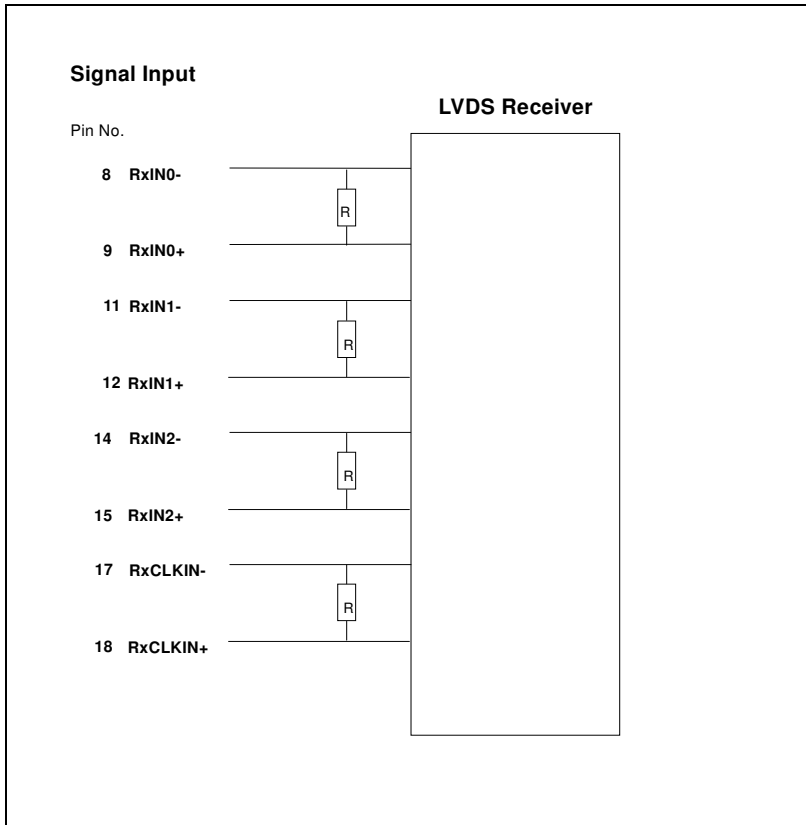 Signal Input
LVDS Receiver
Pin No.
8 RxIN0-
R
9 RxIN0+
11 RxIN1-
R
12 RxIN1+
14 RxIN2-
R
15 RxIN2+
17 RxCLKIN-
R
18 RxCLKIN+